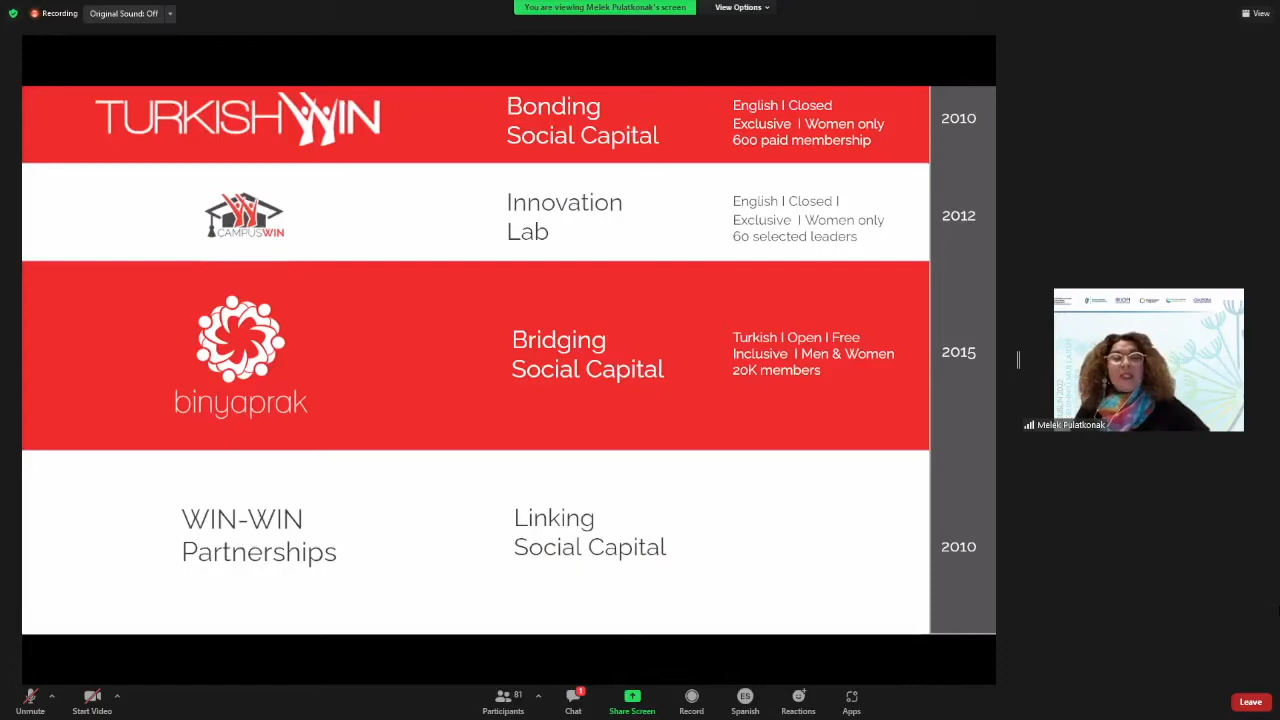 Recording
Original Sound: Off
You are viewing Melek Pulatkonak's screen
View Options
View
TURKISHWIN
Bonding
Social Capital
English I Closed
Exclusive I Women only
600 paid membership
2010
CAMPUSWIN
Innovation
Lab
English I Closed I
Exclusive I Women only
60 selected leaders
2012
binyaprak
Bridging
Social Capital
Turkish I Open I Free
Inclusive I Men & Women
20K members
2015
WIN-WIN
Partnerships
Linking
Social Capital
2010
Melek Pulatkonak
Unmute
Start Video
81
Participants
1
Chat
Share Screen
Record
ES
Spanish
Reactions
Apps
Leave